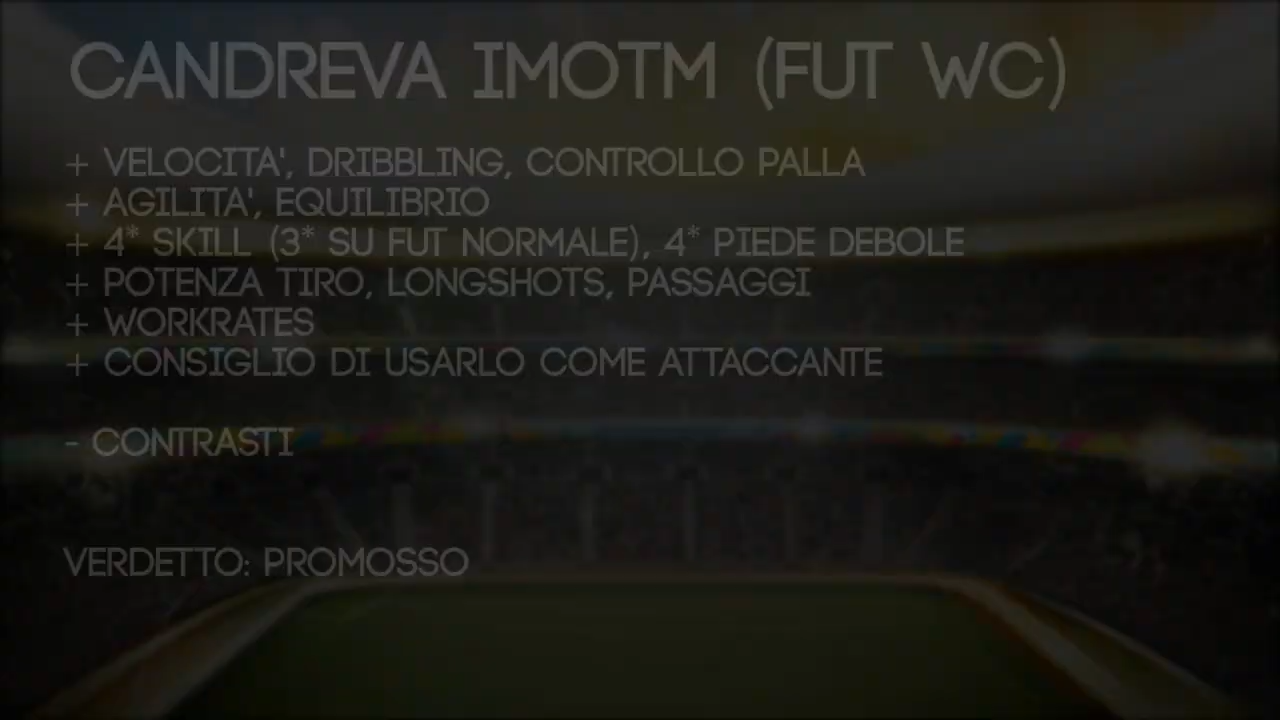 CANDREVA IMOTM (FUT WC)
+ VELOCITA', DRIBBLING, CONTROLLO PALLA
+ AGILITA', EQUILIBRIO
+ 4* SKILL (3* SU FUT NORMALE), 4* PIEDE DEBOLE
+ POTENZA TIRO, LONGSHOTS, PASSAGGI
+ WORKRATES
+ CONSIGLIO DI USARLO COME ATTACCANTE
- CONTRASTI
VERDETTO: PROMOSSO